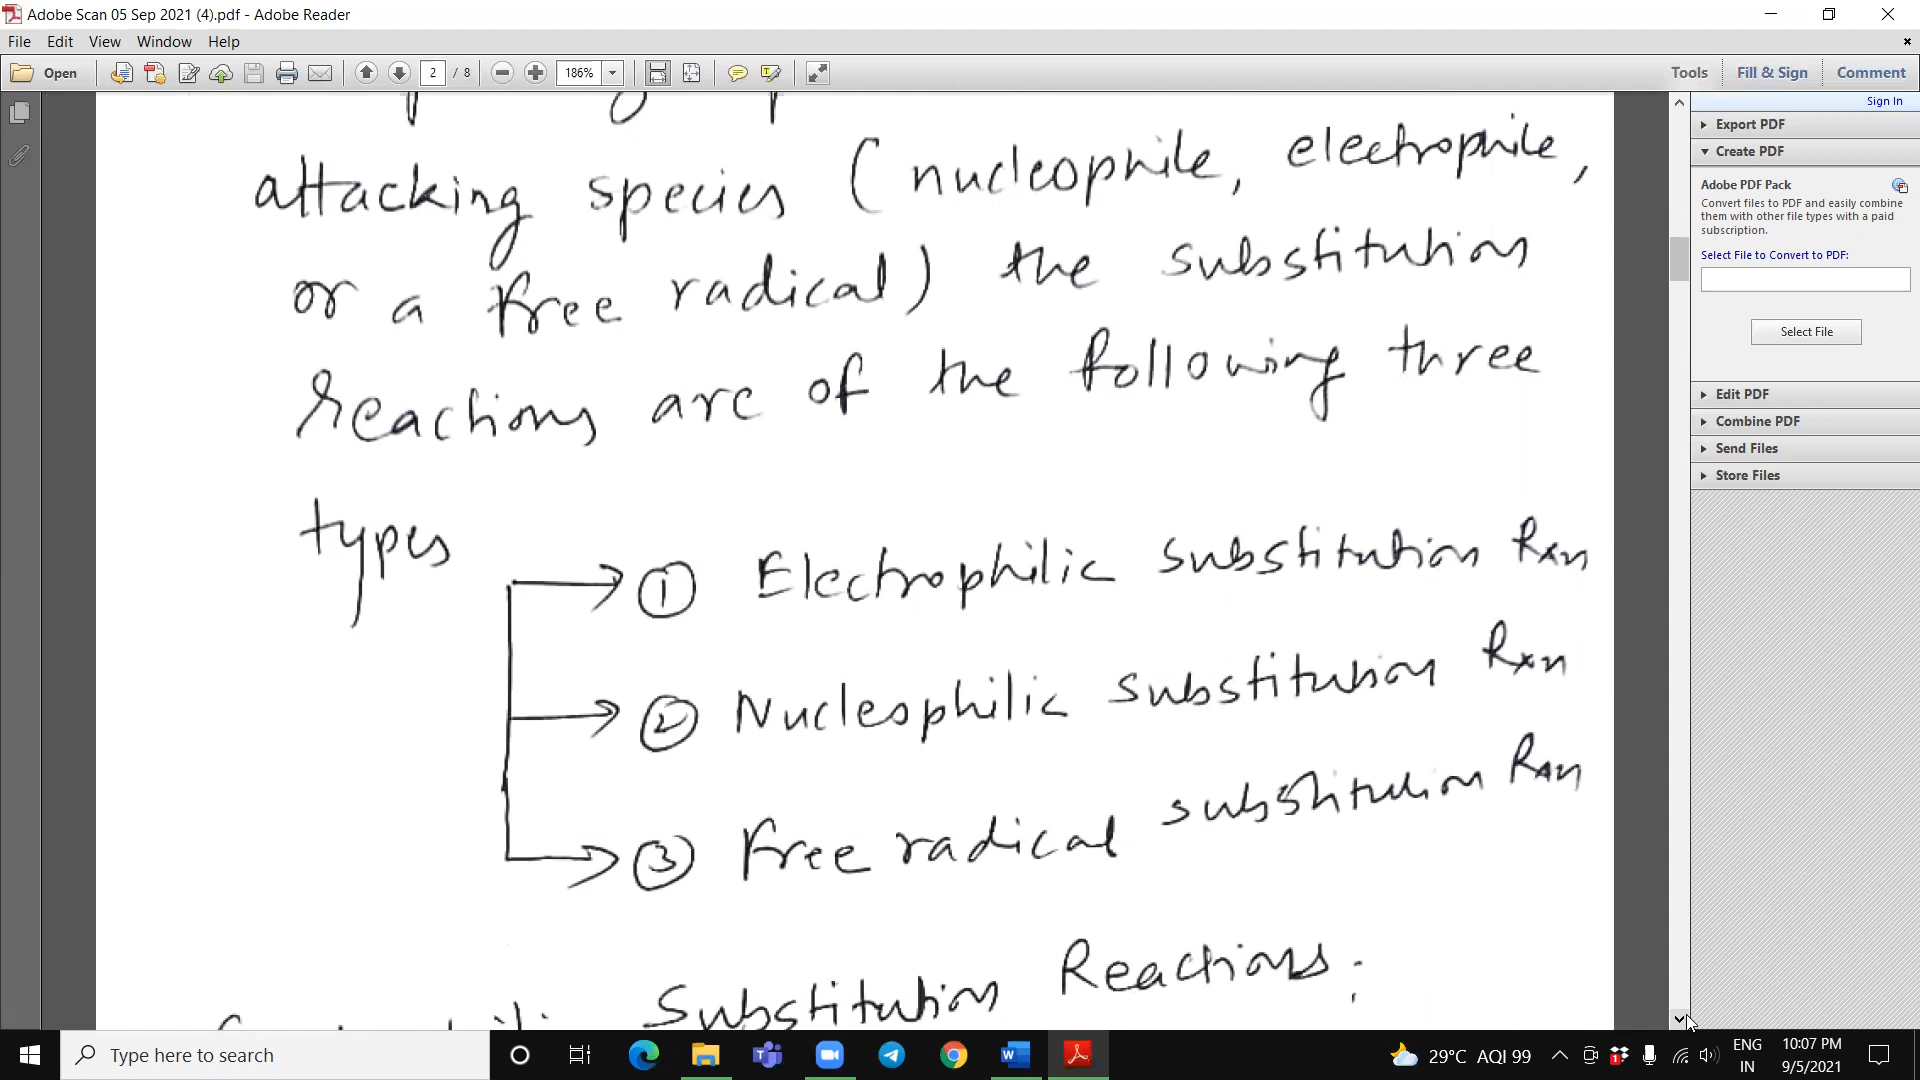 Adobe Scan 05 Sep 2021 (4).pdf - Adobe Reader
File Edit View Window Help
Open 2 / 8 186% Tools Fill & Sign Comment
Sign In
Export PDF
Create PDF
Adobe PDF Pack
Convert files to PDF and easily combine
them with other file types with a paid
subscription.
Select File to Convert to PDF:
Select File
Edit PDF
Combine PDF
Send Files
Store Files
attacking species (nucleophile, electrophile,
or a free radical) the substitution
reactions are of the following three
types
① Electrophilic substitution Rxn
② Nucleophilic substitution Rxn
③ Free radical substitution Rxn
Substitution Reactions.
Type here to search
29°C AQI 99
ENG
IN
10:07 PM
9/5/2021